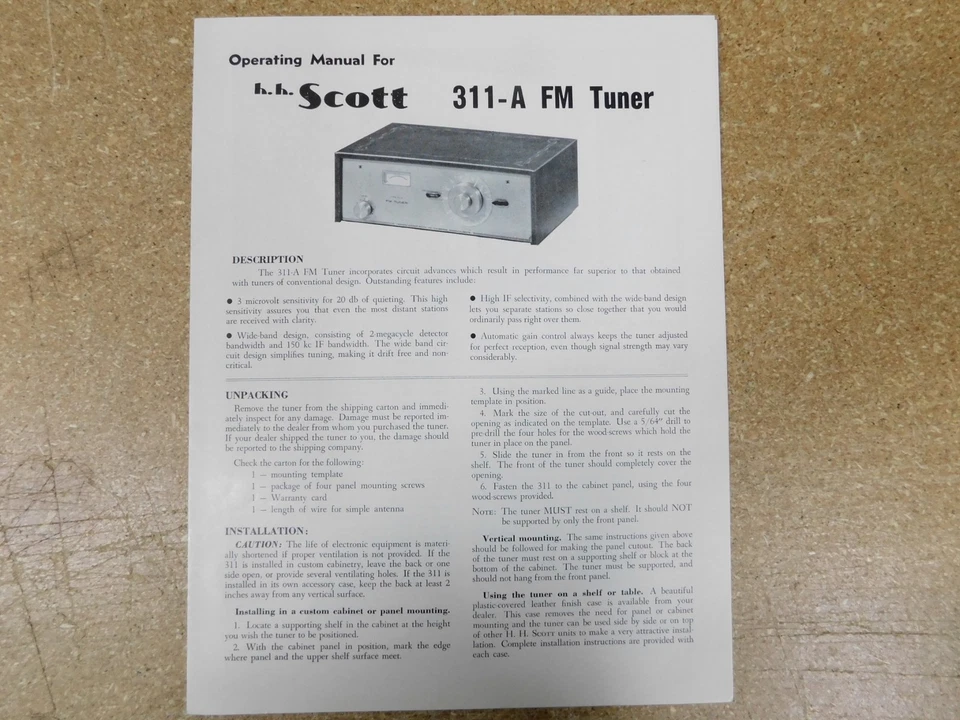 Operating Manual For
h.h. Scott 311-A FM Tuner
DESCRIPTION
The 311-A FM Tuner incorporates circuit advances which result in performance far superior to that obtained
with tuners of conventional design. Outstanding features include:
● 3 microvolt sensitivity for 20 db of quieting. This high
sensitivity assures you that even the most distant stations
are received with clarity.
● Wide-band design, consisting of 2-megacycle detector
bandwidth and 150 kc IF bandwidth. The wide band cir-
cuit design simplifies tuning, making it drift free and non-
critical.
● High IF selectivity, combined with the wide-band design
lets you separate stations so close together that you would
ordinarily pass right over them.
● Automatic gain control always keeps the tuner adjusted
for perfect reception, even though signal strength may vary
considerably.
UNPACKING
Remove the tuner from the shipping carton and immedi-
ately inspect for any damage. Damage must be reported im-
mediately to the dealer from whom you purchased the tuner.
If your dealer shipped the tuner to you, the damage should
be reported to the shipping company.
Check the carton for the following:
1 — mounting template
1 — package of four panel mounting screws
1 — Warranty card
1 — length of wire for simple antenna
INSTALLATION:
CAUTION: The life of electronic equipment is materi-
ally shortened if proper ventilation is not provided. If the
311 is installed in custom cabinetry, leave the back or one
side open, or provide several ventilating holes. If the 311 is
installed in its own accessory case, keep the back at least 2
inches away from any vertical surface.
Installing in a custom cabinet or panel mounting.
1. Locate a supporting shelf in the cabinet at the height
you wish the tuner to be positioned.
2. With the cabinet panel in position, mark the edge
where panel and the upper shelf surface meet.
3. Using the marked line as a guide, place the mounting
template in position.
4. Mark the size of the cut-out, and carefully cut the
opening as indicated on the template. Use a 5/64" drill to
pre-drill the four holes for the wood-screws which hold the
tuner in place on the panel.
5. Slide the tuner in from the front so it rests on the
shelf. The front of the tuner should completely cover the
opening.
6. Fasten the 311 to the cabinet panel, using the four
wood-screws provided.
NOTE: The tuner MUST rest on a shelf. It should NOT
be supported by only the front panel.
Vertical mounting. The same instructions given above
should be followed for making the panel cutout. The back
of the tuner must rest on a supporting shelf or block at the
bottom of the cabinet. The tuner must be supported, and
should not hang from the front panel.
Using the tuner on a shelf or table. A beautiful
plastic-covered leather finish case is available from your
dealer. This case removes the need for panel or cabinet
mounting and the tuner can be used side by side or on top
of other H. H. SCOTT units to make a very attractive instal-
lation. Complete installation instructions are provided with
each case.